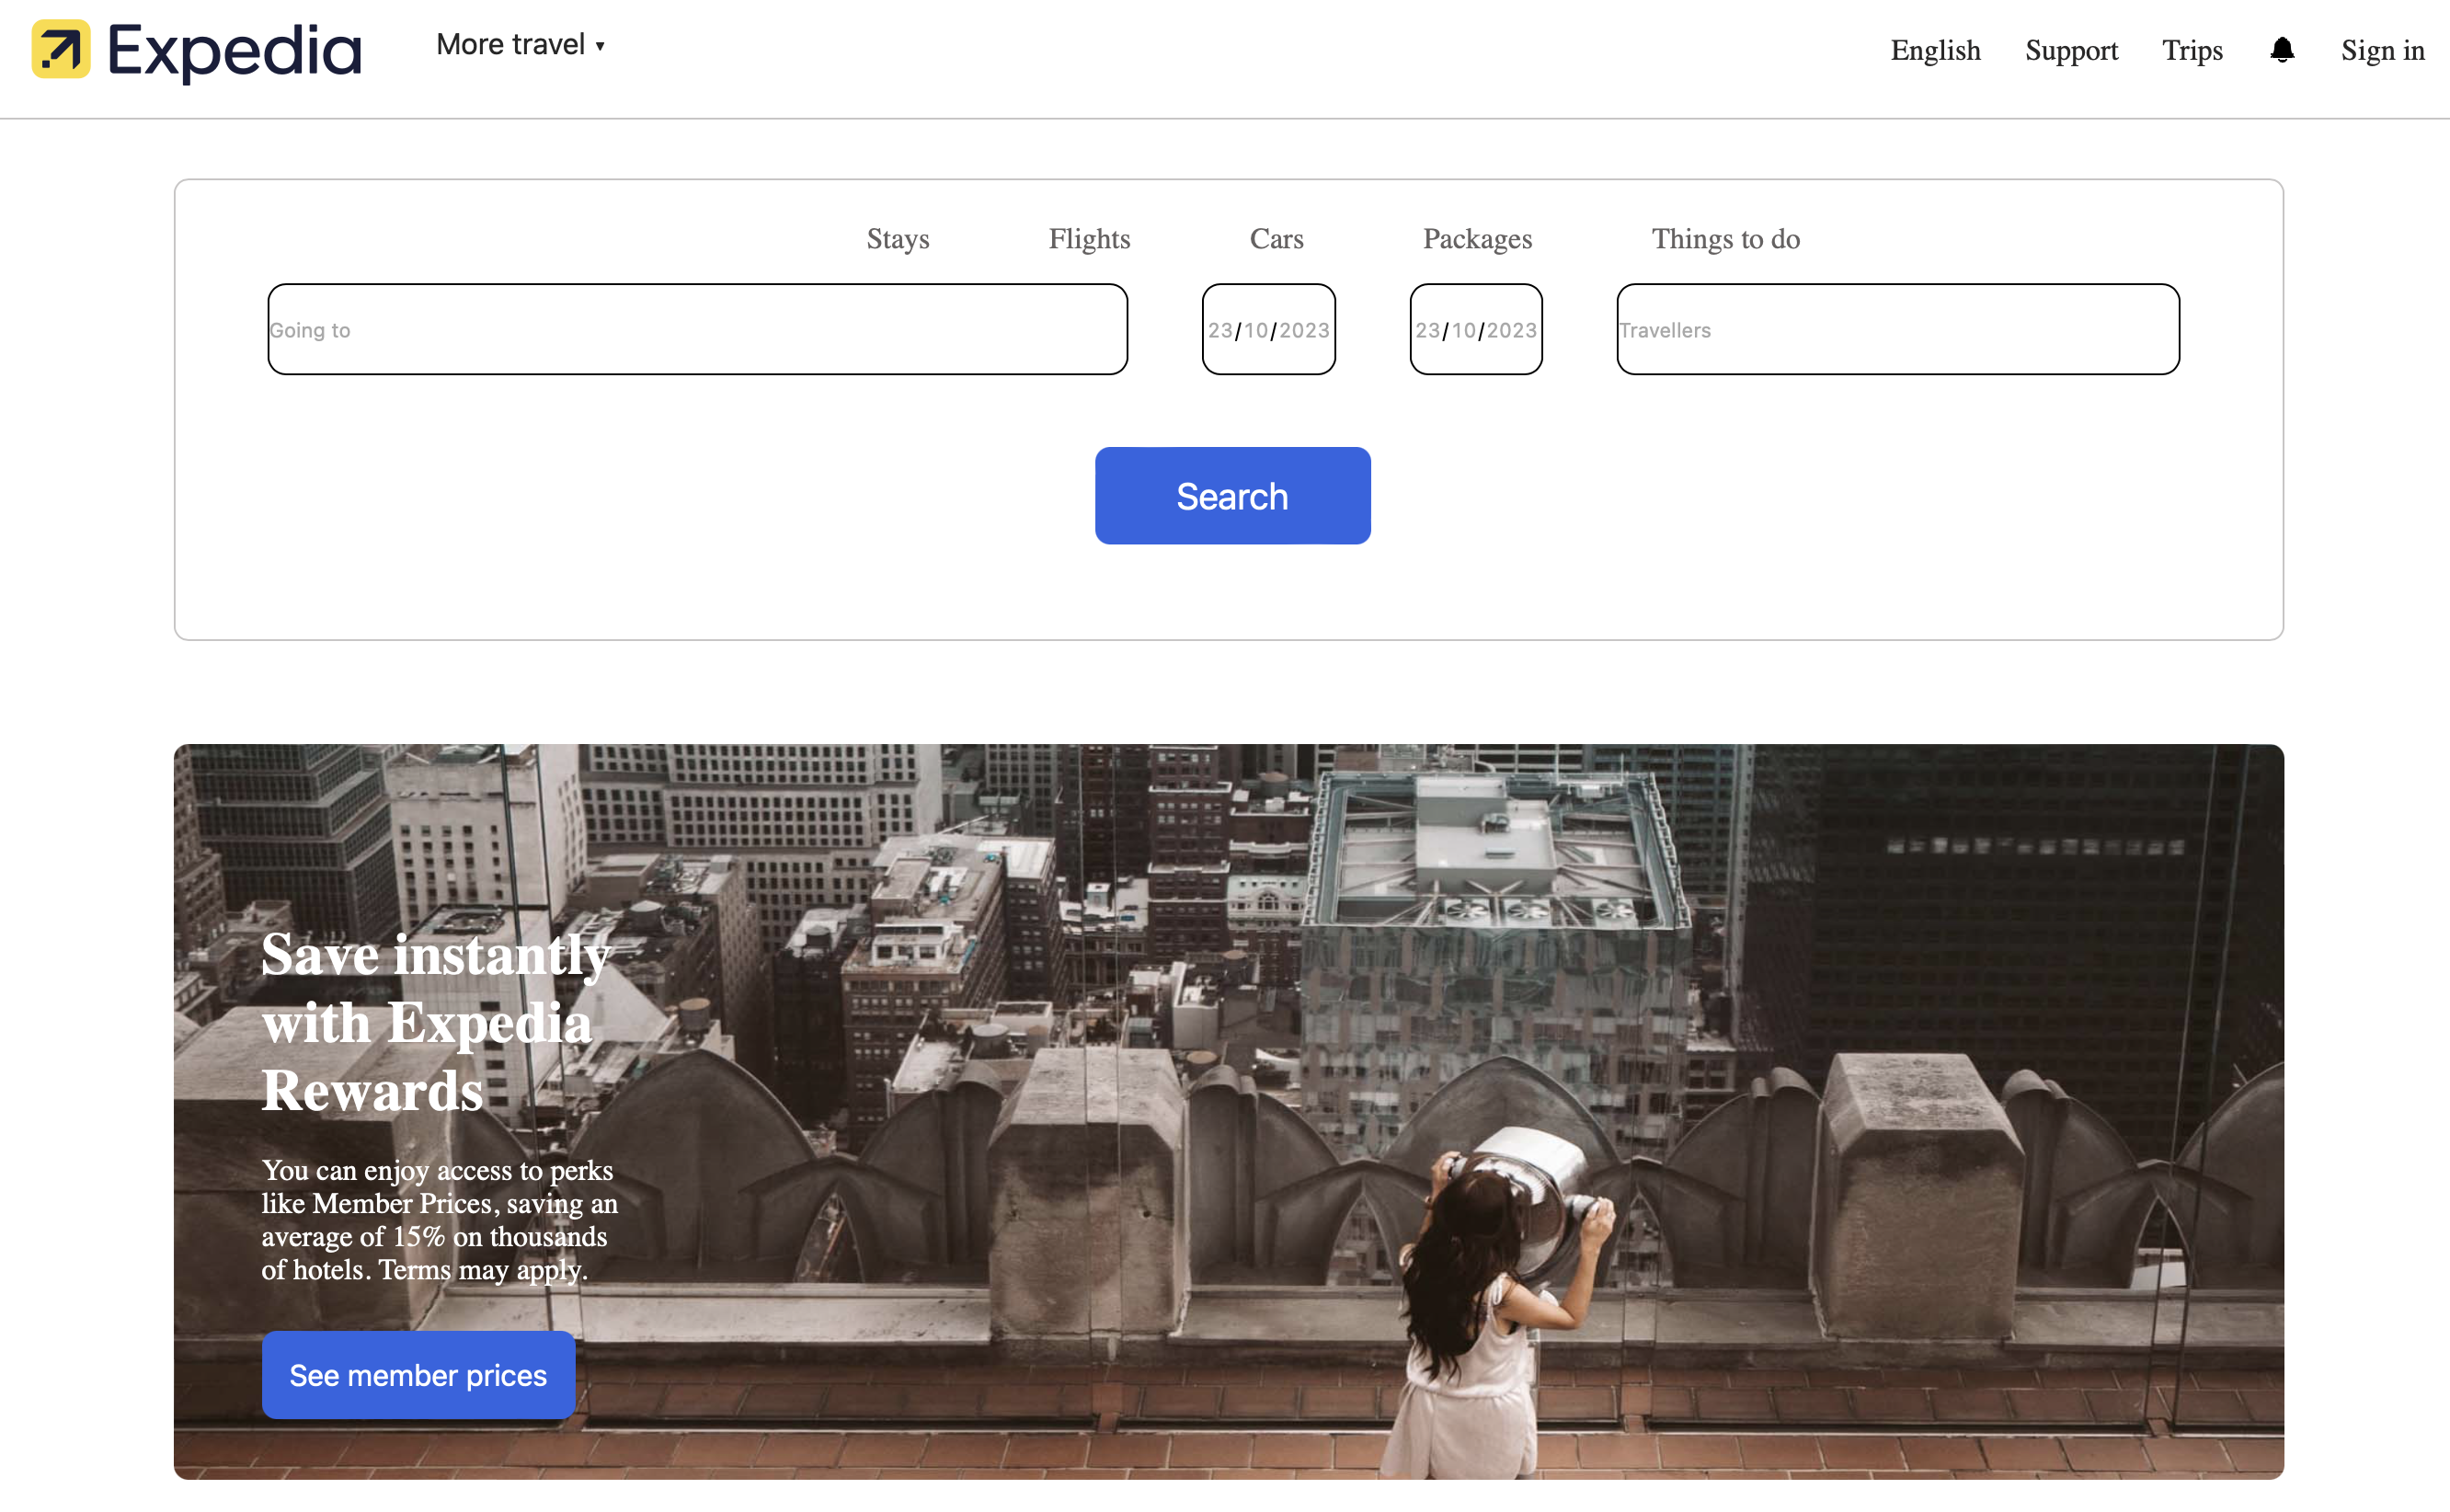 Expedia More travel ▾ English Support Trips Sign in
Stays Flights Cars Packages Things to do
Going to 23/10/2023 23/10/2023 Travellers
Search
Save instantly
with Expedia
Rewards
You can enjoy access to perks
like Member Prices, saving an
average of 15% on thousands
of hotels. Terms may apply.
See member prices